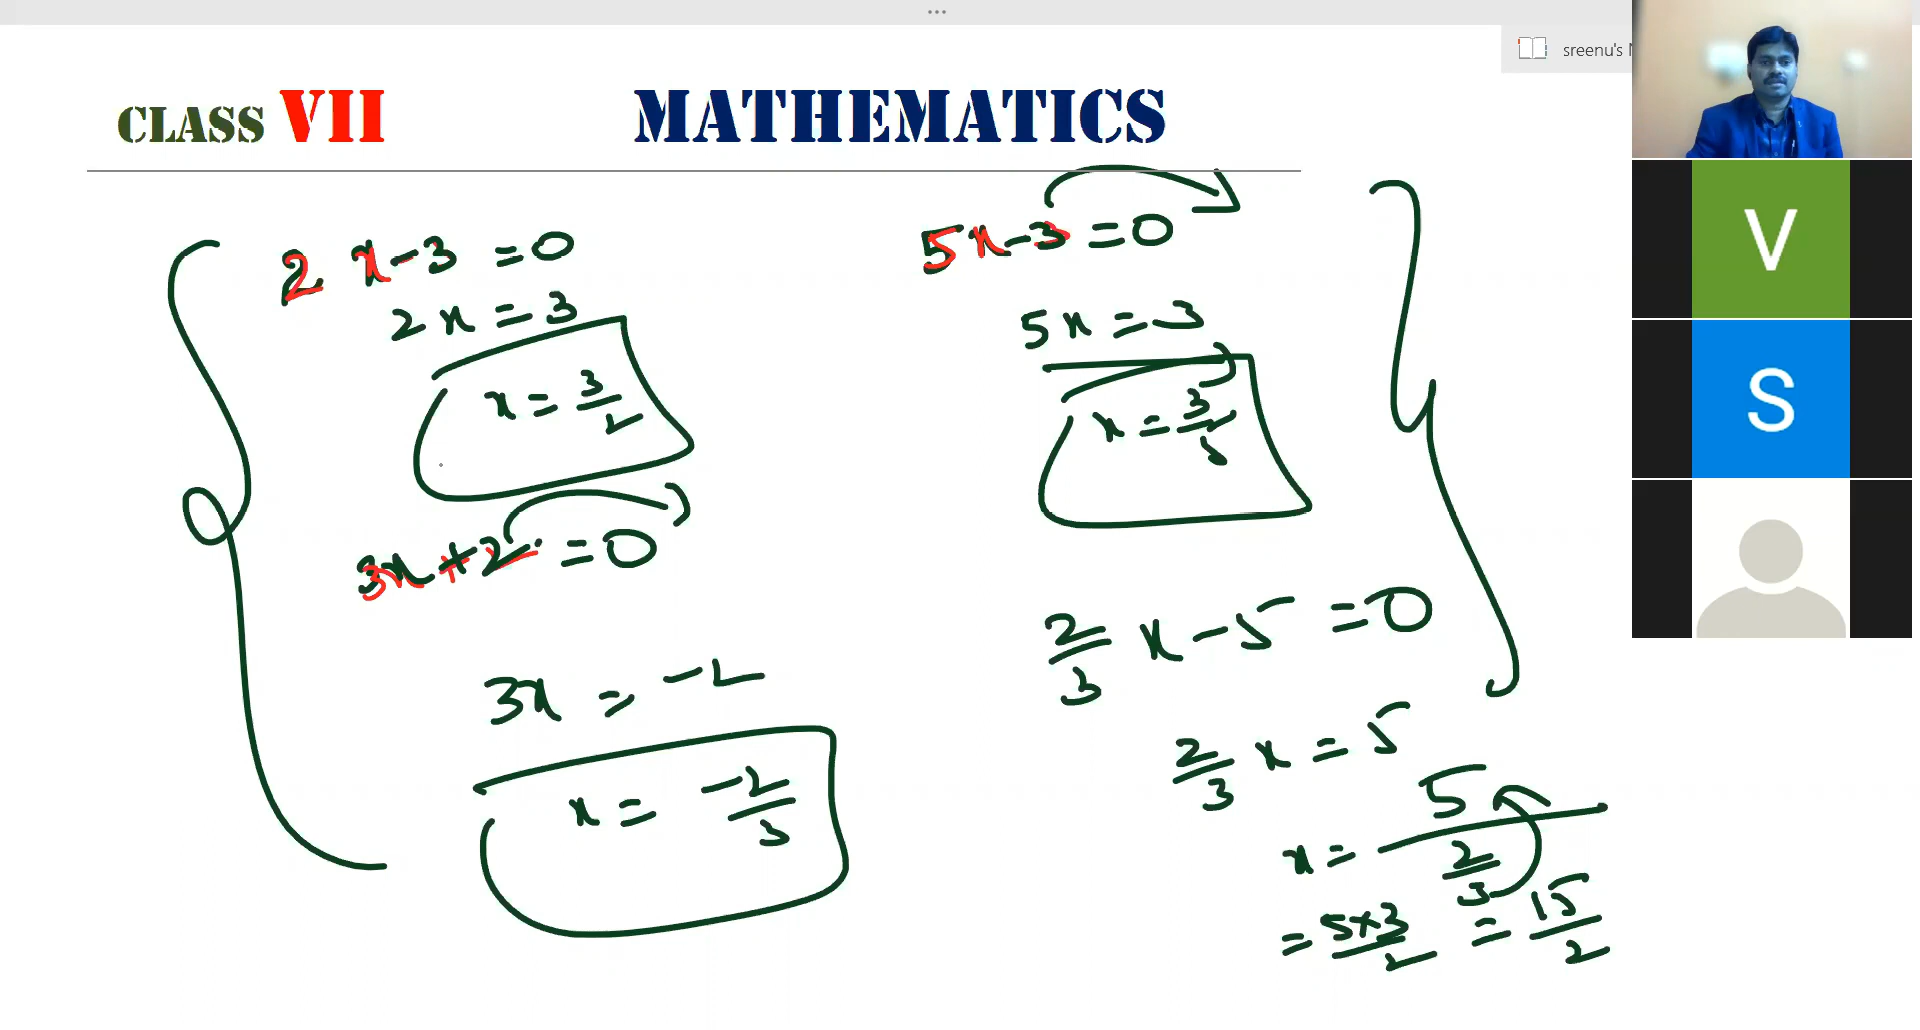 sreenu's
CLASS VII MATHEMATICS
2x-3=0
2x=3
x=3/2
3x+2=0
3x=-2
x=-2/3
5x-3=0
5x=3
x=3/5
2/3 x-5=0
2/3 x=5
x=5/(2/3)
=5×3/2=15/2
V
S